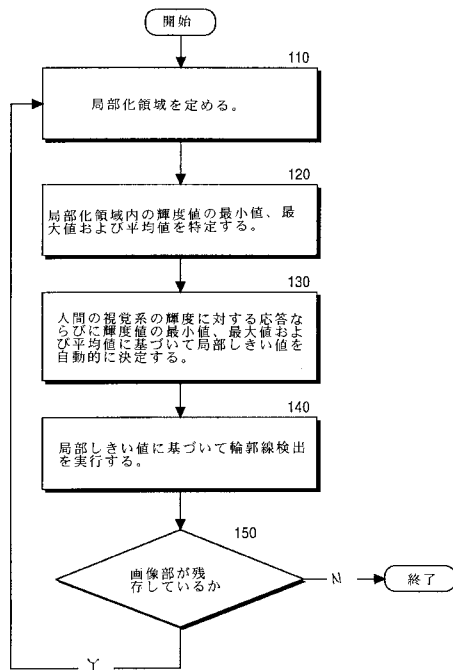 開始
110
局部化領域を定める。
120
局部化領域内の輝度値の最小値、最
大値および平均値を特定する。
130
人間の視覚系の輝度に対する応答な
らびに輝度値の最小値、最大値およ
び平均値に基づいて局部しきい値を
自動的に決定する。
140
局部しきい値に基づいて輪郭線検出
を実行する。
150
画像部が残
存しているか
N
終了
Y